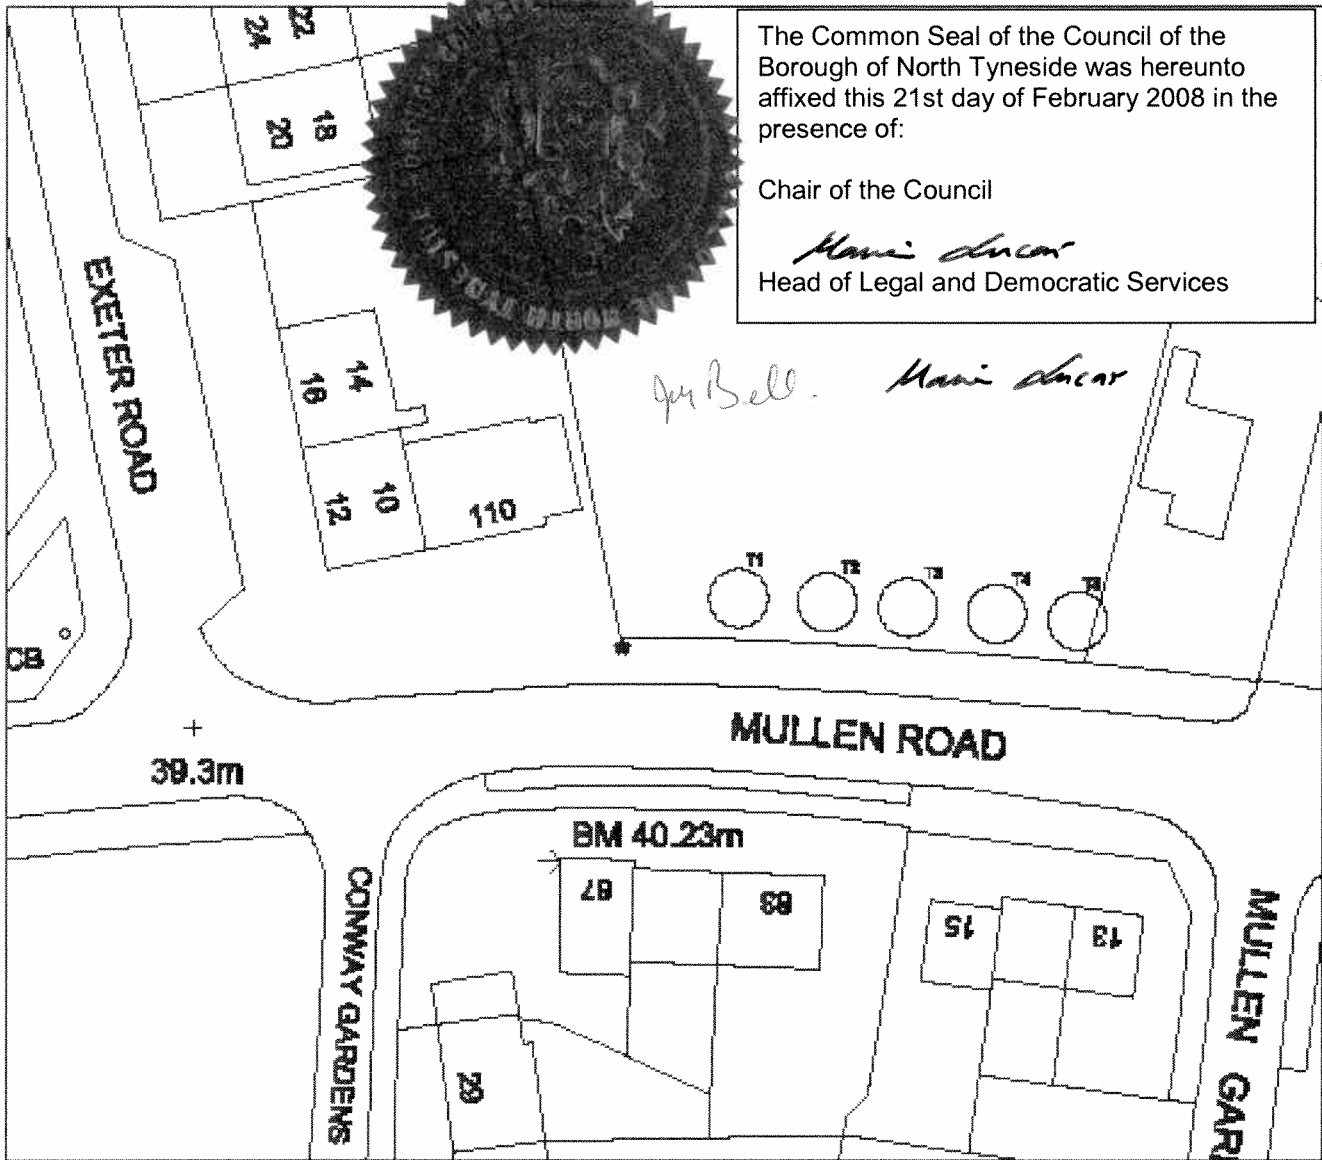 The Common Seal of the Council of the
Borough of North Tyneside was hereunto
affixed this 21st day of February 2008 in the
presence of:
Chair of the Council
Head of Legal and Democratic Services
22
24
18
20
EXETER ROAD
14
16
10
12
110
T1
T2
T3
T4
T5
CB
39.3m
MULLEN ROAD
BM 40.23m
87
83
15
13
CONWAY GARDENS
29
MULLEN GAR